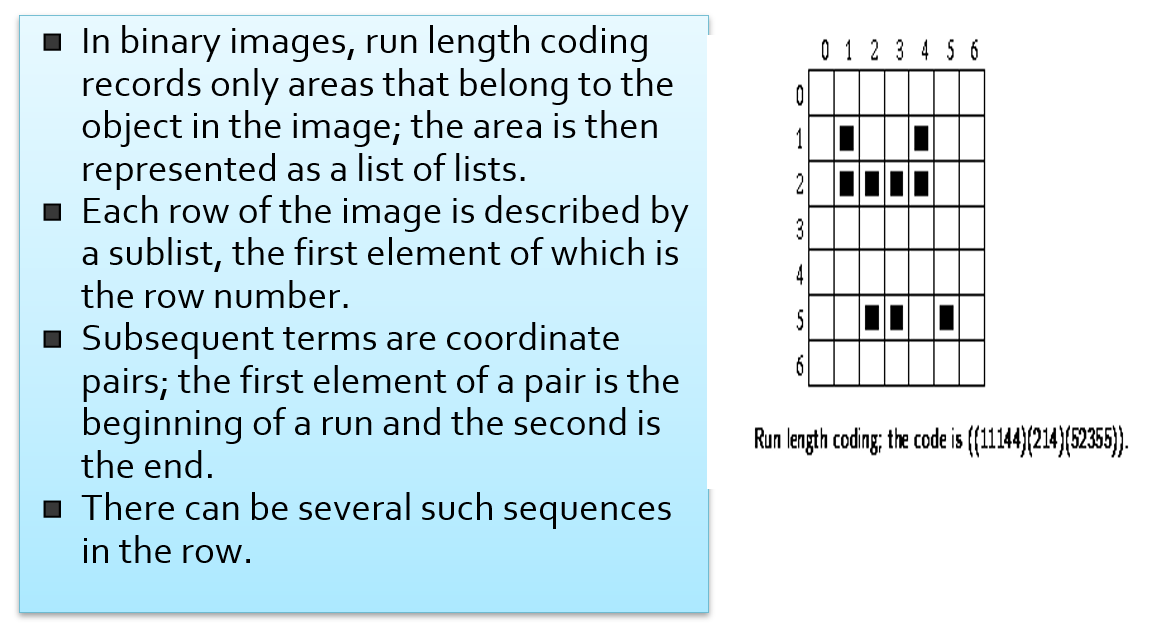 ■ In binary images, run length coding
records only areas that belong to the
object in the image; the area is then
represented as a list of lists.
■ Each row of the image is described by
a sublist, the first element of which is
the row number.
■ Subsequent terms are coordinate
pairs; the first element of a pair is the
beginning of a run and the second is
the end.
■ There can be several such sequences
in the row.
0 1 2 3 4 5 6
0
1
2
3
4
5
6
Run length coding; the code is ((11144)(214)(52355)).